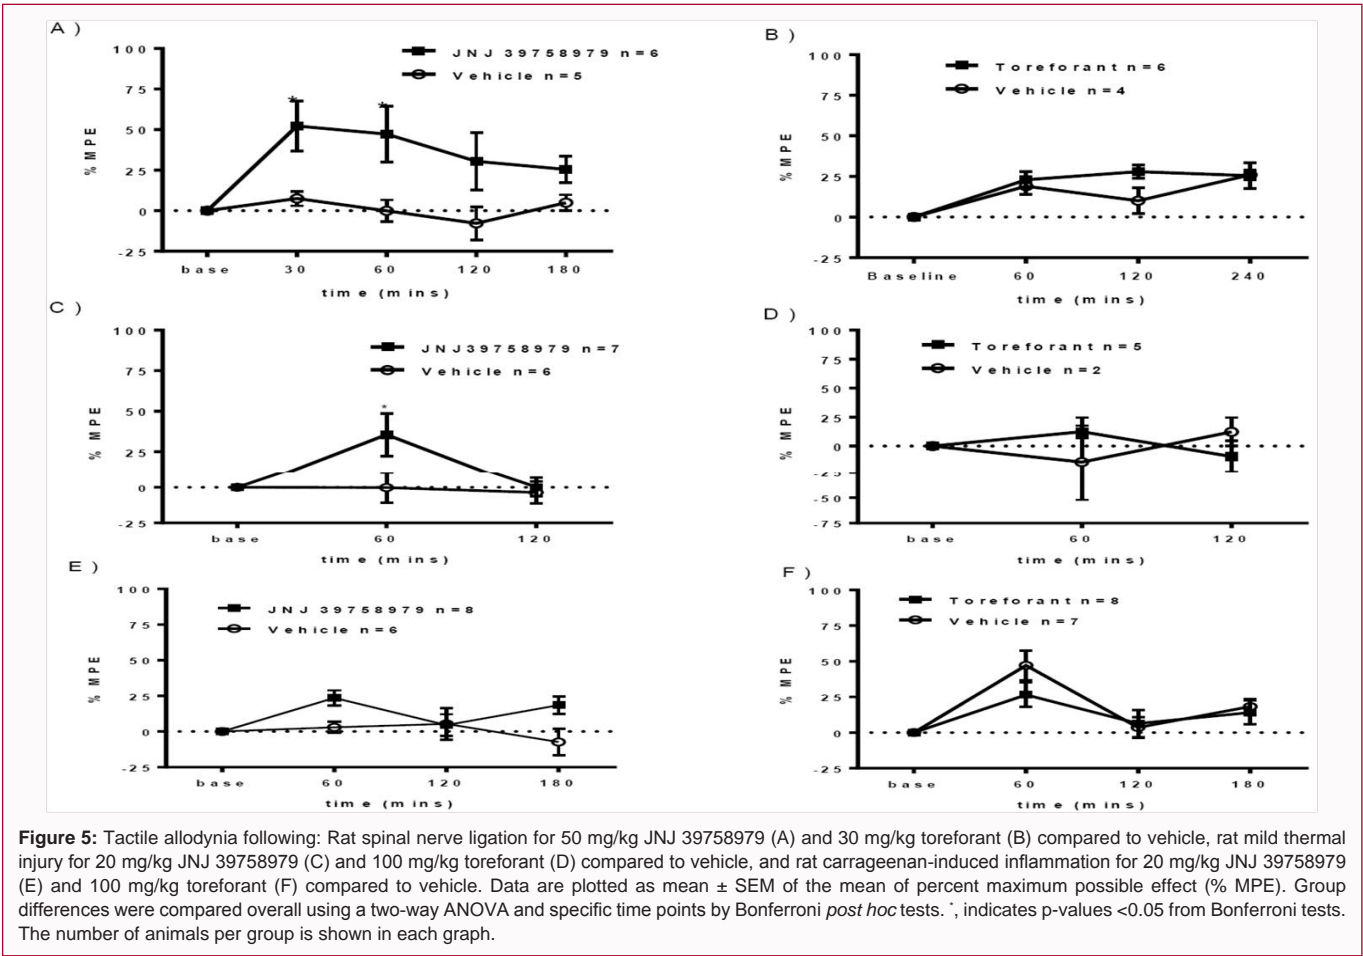 A )
100
75
50
25
0
-25
% MPE
JNJ 39758979 n=6
Vehicle n=5
*
*
base 30 60 120 180
time (mins)
B )
100
75
50
25
0
-25
% MPE
Toreforant n=6
Vehicle n=4
Baseline 60 120 240
time (mins)
C )
100
75
50
25
0
-25
% MPE
JNJ39758979 n=7
Vehicle n=6
*
base 60 120
time (mins)
D )
100
75
50
25
0
-25
-50
-75
% MPE
Toreforant n=5
Vehicle n=2
base 60 120
time (mins)
E )
100
75
50
25
0
-25
% MPE
JNJ 39758979 n=8
Vehicle n=6
base 60 120 180
time (mins)
F )
100
75
50
25
0
-25
% MPE
Toreforant n=8
Vehicle n=7
base 60 120 180
time (mins)
Figure 5: Tactile allodynia following: Rat spinal nerve ligation for 50 mg/kg JNJ 39758979 (A) and 30 mg/kg toreforant (B) compared to vehicle, rat mild thermal
injury for 20 mg/kg JNJ 39758979 (C) and 100 mg/kg toreforant (D) compared to vehicle, and rat carrageenan-induced inflammation for 20 mg/kg JNJ 39758979
(E) and 100 mg/kg toreforant (F) compared to vehicle. Data are plotted as mean ± SEM of the mean of percent maximum possible effect (% MPE). Group
differences were compared overall using a two-way ANOVA and specific time points by Bonferroni post hoc tests. *, indicates p-values <0.05 from Bonferroni tests.
The number of animals per group is shown in each graph.